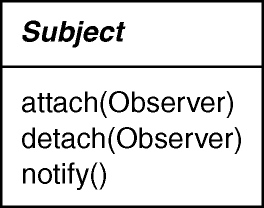 Subject
attach(Observer)
detach(Observer)
notify()